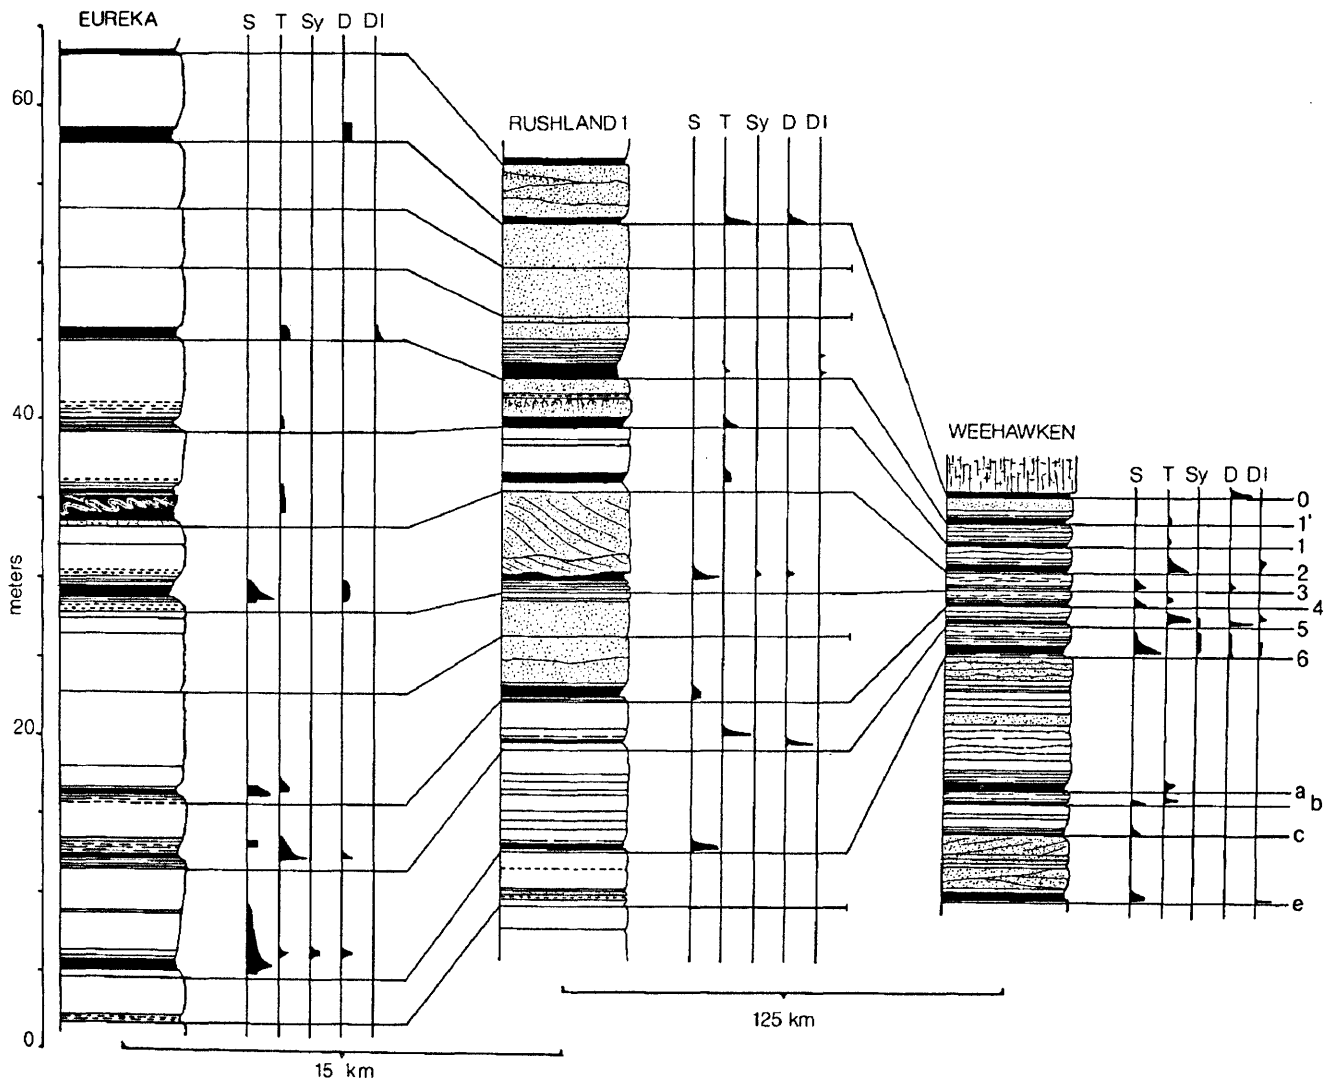 EUREKA
S T Sy D Dl
60
RUSHLAND 1
S T Sy D Dl
40
WEEHAWKEN
S T Sy D Dl
0
1'
1
2
3
4
5
6
meters
20
a
b
c
e
0
125 km
15 km